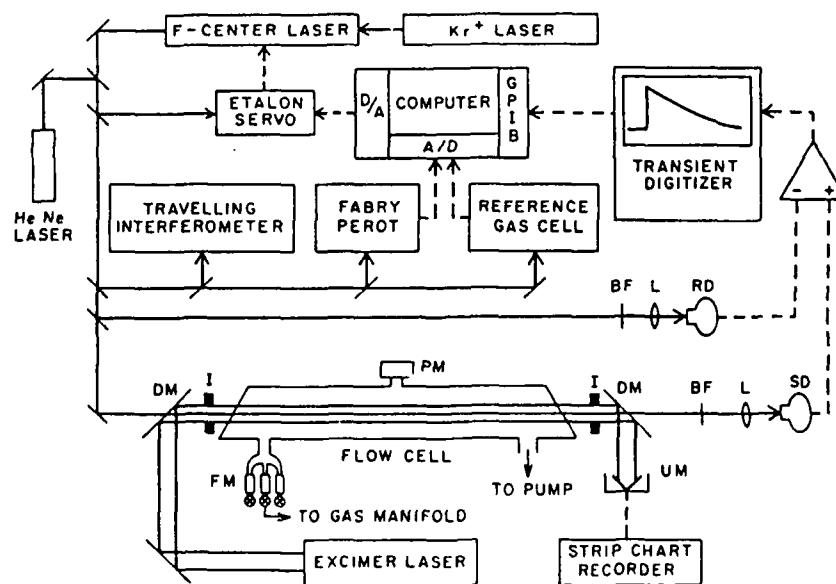 F-CENTER LASER
Kr+ LASER
ETALON
SERVO
D/A
COMPUTER
A/D
GPIB
TRANSIENT
DIGITIZER
- +
He Ne
LASER
TRAVELLING
INTERFEROMETER
FABRY
PEROT
REFERENCE
GAS CELL
BF L RD
DM I PM I DM BF L SD
FLOW CELL
FM
TO GAS MANIFOLD
TO PUMP
UM
EXCIMER LASER
STRIP CHART
RECORDER